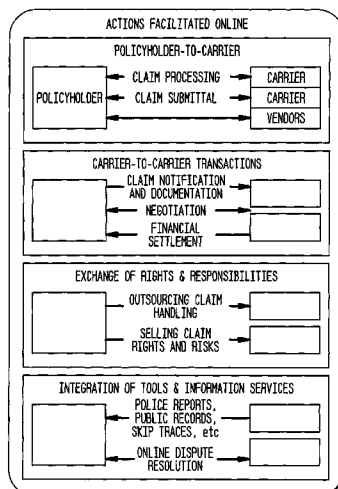 ACTIONS FACILITATED ONLINE
POLICYHOLDER-TO-CARRIER
POLICYHOLDER
CLAIM PROCESSING
CARRIER
CLAIM SUBMITTAL
CARRIER
VENDORS
CARRIER-TO-CARRIER TRANSACTIONS
CLAIM NOTIFICATION
AND DOCUMENTATION
NEGOTIATION
FINANCIAL
SETTLEMENT
EXCHANGE OF RIGHTS & RESPONSIBILITIES
OUTSOURCING CLAIM
HANDLING
SELLING CLAIM
RIGHTS AND RISKS
INTEGRATION OF TOOLS & INFORMATION SERVICES
POLICE REPORTS,
PUBLIC RECORDS,
SKIP TRACES, etc
ONLINE DISPUTE
RESOLUTION